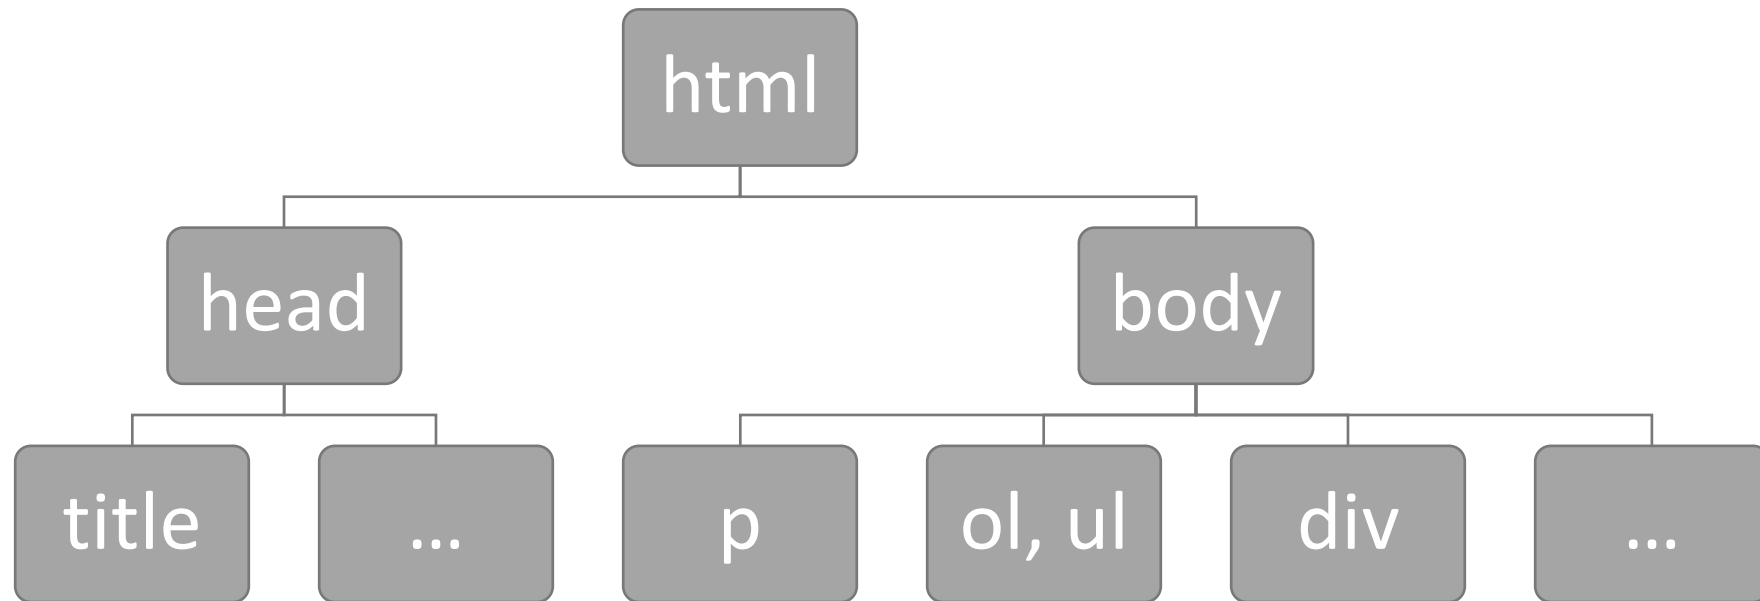 html
head
body
title
...
p
ol, ul
div
...